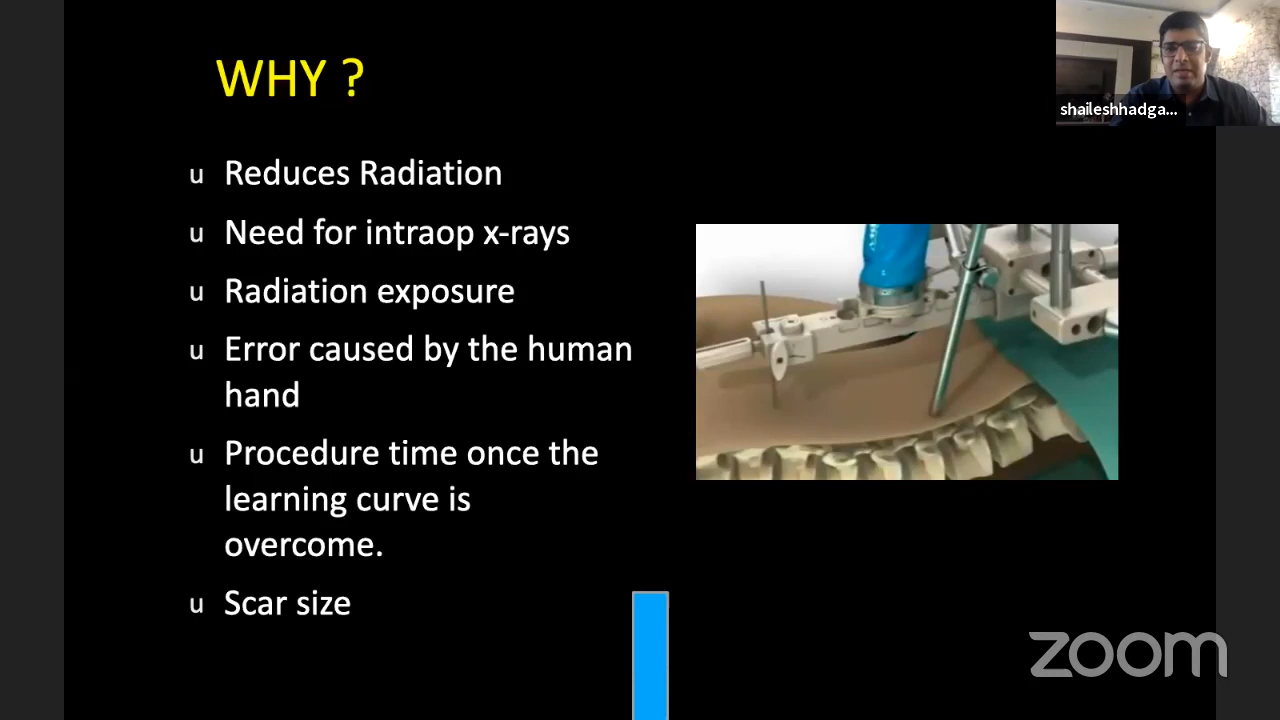 WHY ?
shaileshhadga...
u Reduces Radiation
u Need for intraop x-rays
u Radiation exposure
u Error caused by the human
hand
u Procedure time once the
learning curve is
overcome.
u Scar size
zoom